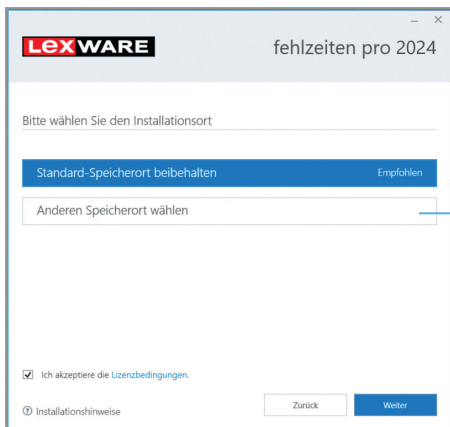 LEXWARE
fehlzeiten pro 2024
Bitte wählen Sie den Installationsort
Standard-Speicherort beibehalten Empfohlen
Anderen Speicherort wählen
Ich akzeptiere die Lizenzbedingungen.
Installationshinweise Zurück Weiter